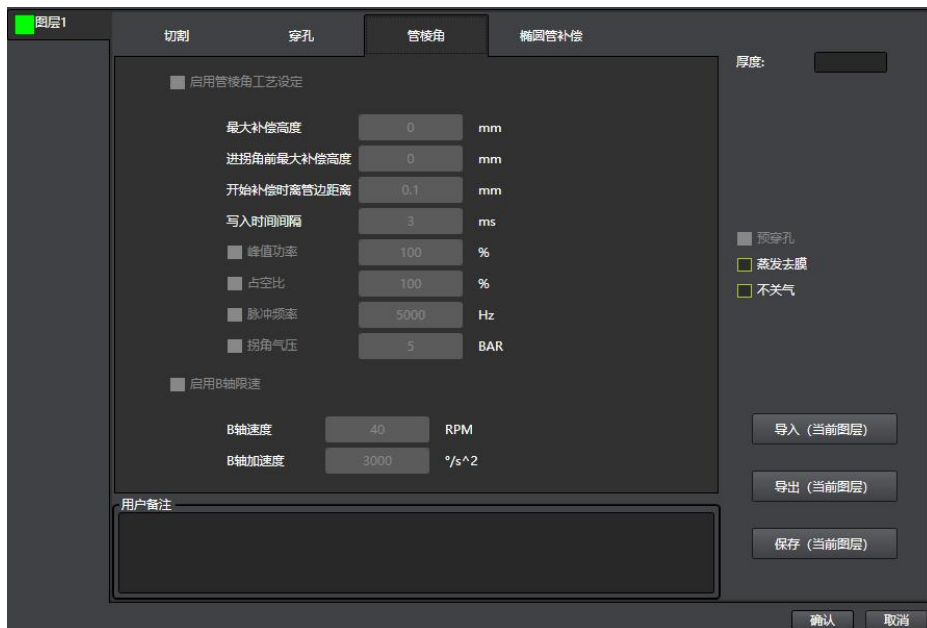 图层1
切割 穿孔 管棱角 椭圆管补偿
厚度:
启用管棱角工艺设定
最大补偿高度 0 mm
进拐角前最大补偿高度 0 mm
开始补偿时离管边距离 0.1 mm
写入时间间隔 3 ms
峰值功率 100 %
占空比 100 %
脉冲频率 5000 Hz
拐角气压 5 BAR
预穿孔
蒸发去膜
不关气
启用B轴限速
B轴速度 40 RPM
B轴加速度 3000 °/s^2
导入（当前图层）
导出（当前图层）
保存（当前图层）
用户备注
确认 取消